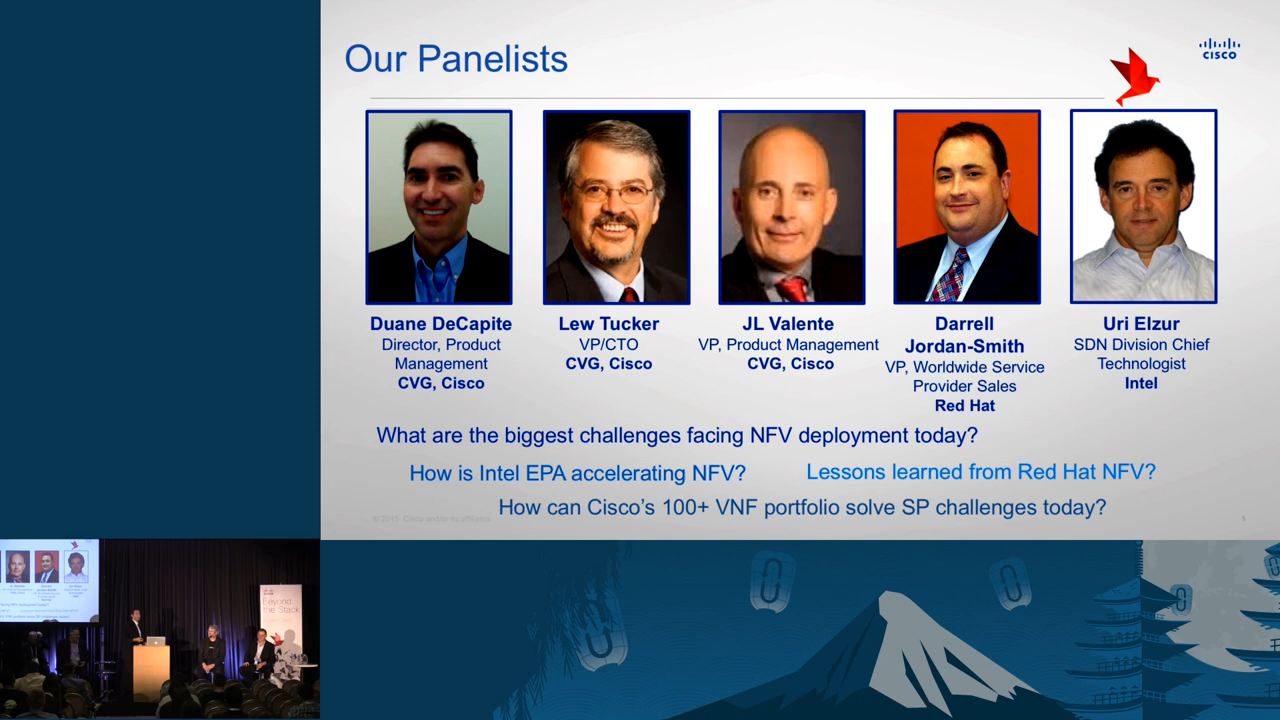 Our Panelists
CISCO
Duane DeCapite
Director, Product
Management
CVG, Cisco
Lew Tucker
VP/CTO
CVG, Cisco
JL Valente
VP, Product Management
CVG, Cisco
Darrell
Jordan-Smith
VP, Worldwide Service
Provider Sales
Red Hat
Uri Elzur
SDN Division Chief
Technologist
Intel
What are the biggest challenges facing NFV deployment today?
How is Intel EPA accelerating NFV?
Lessons learned from Red Hat NFV?
How can Cisco's 100+ VNF portfolio solve SP challenges today?
© 2015 Cisco and/or its affiliates
Beyond
the Stack